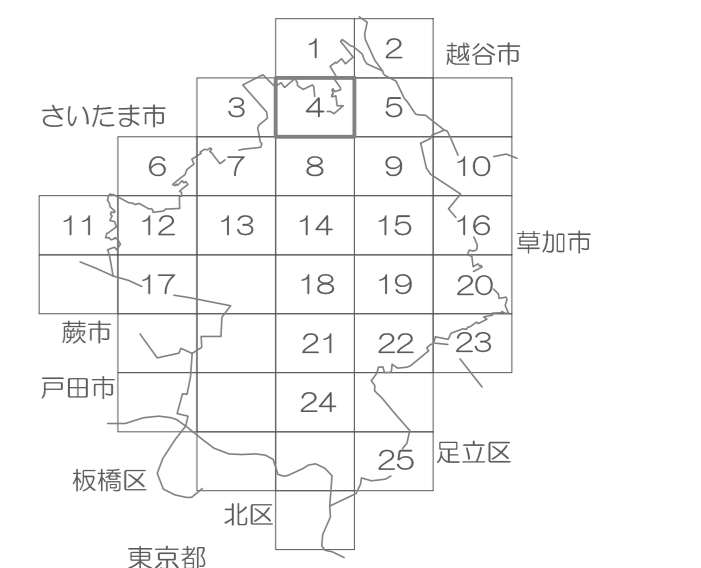 1 2 越谷市
3 4 5
さいたま市
6 7 8 9 10
11 12 13 14 15 16
草加市
17 18 19 20
蕨市 21 22 23
戸田市 24
25 足立区
板橋区
北区
東京都